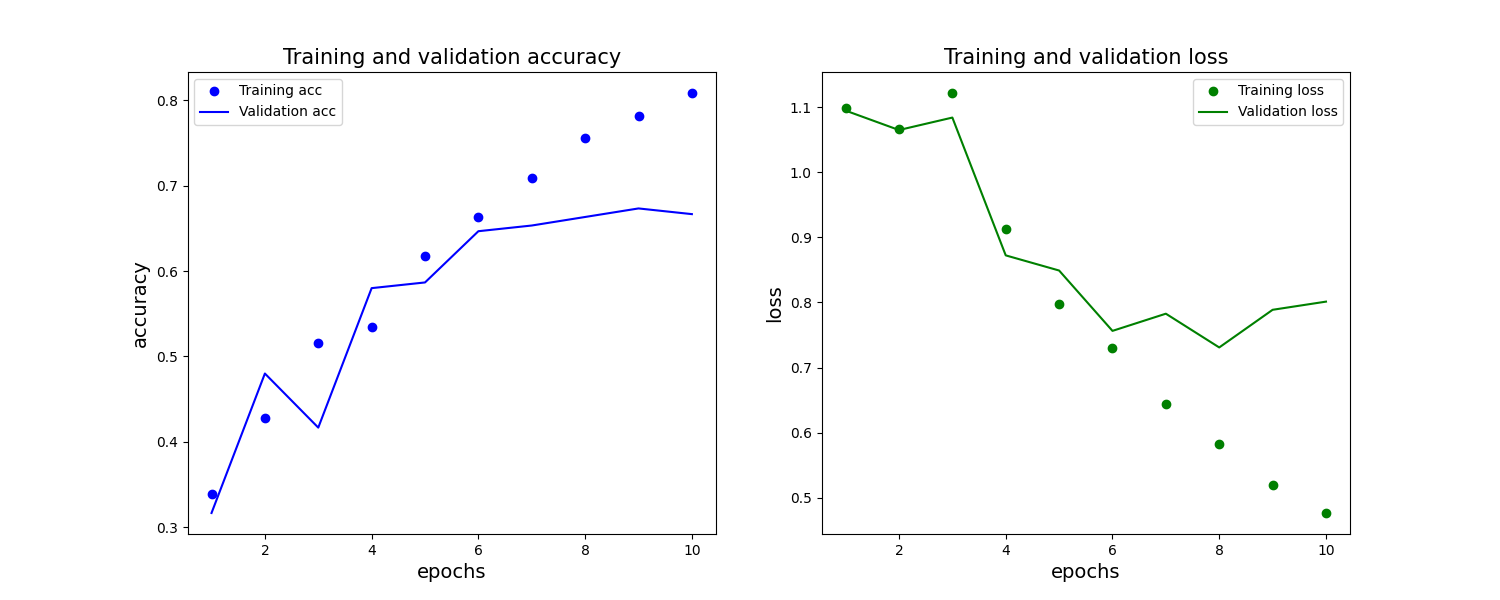 Training and validation accuracy
Training acc
Validation acc
0.8
0.7
0.6
0.5
0.4
0.3
accuracy
2 4 6 8 10
epochs
Training and validation loss
Training loss
Validation loss
1.1
1.0
0.9
0.8
0.7
0.6
0.5
loss
2 4 6 8 10
epochs